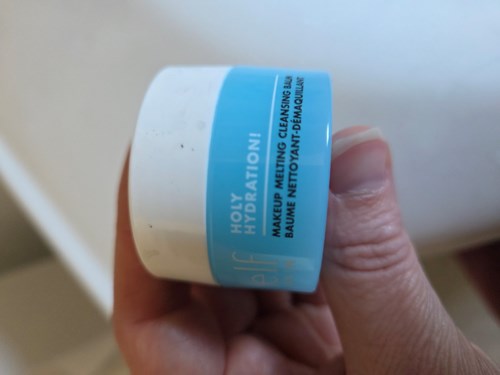 HOLY
HYDRATION!
MAKEUP MELTING CLEANSING BALM
BAUME NETTOYANT-DÉMAQUILLANT
e.l.f.